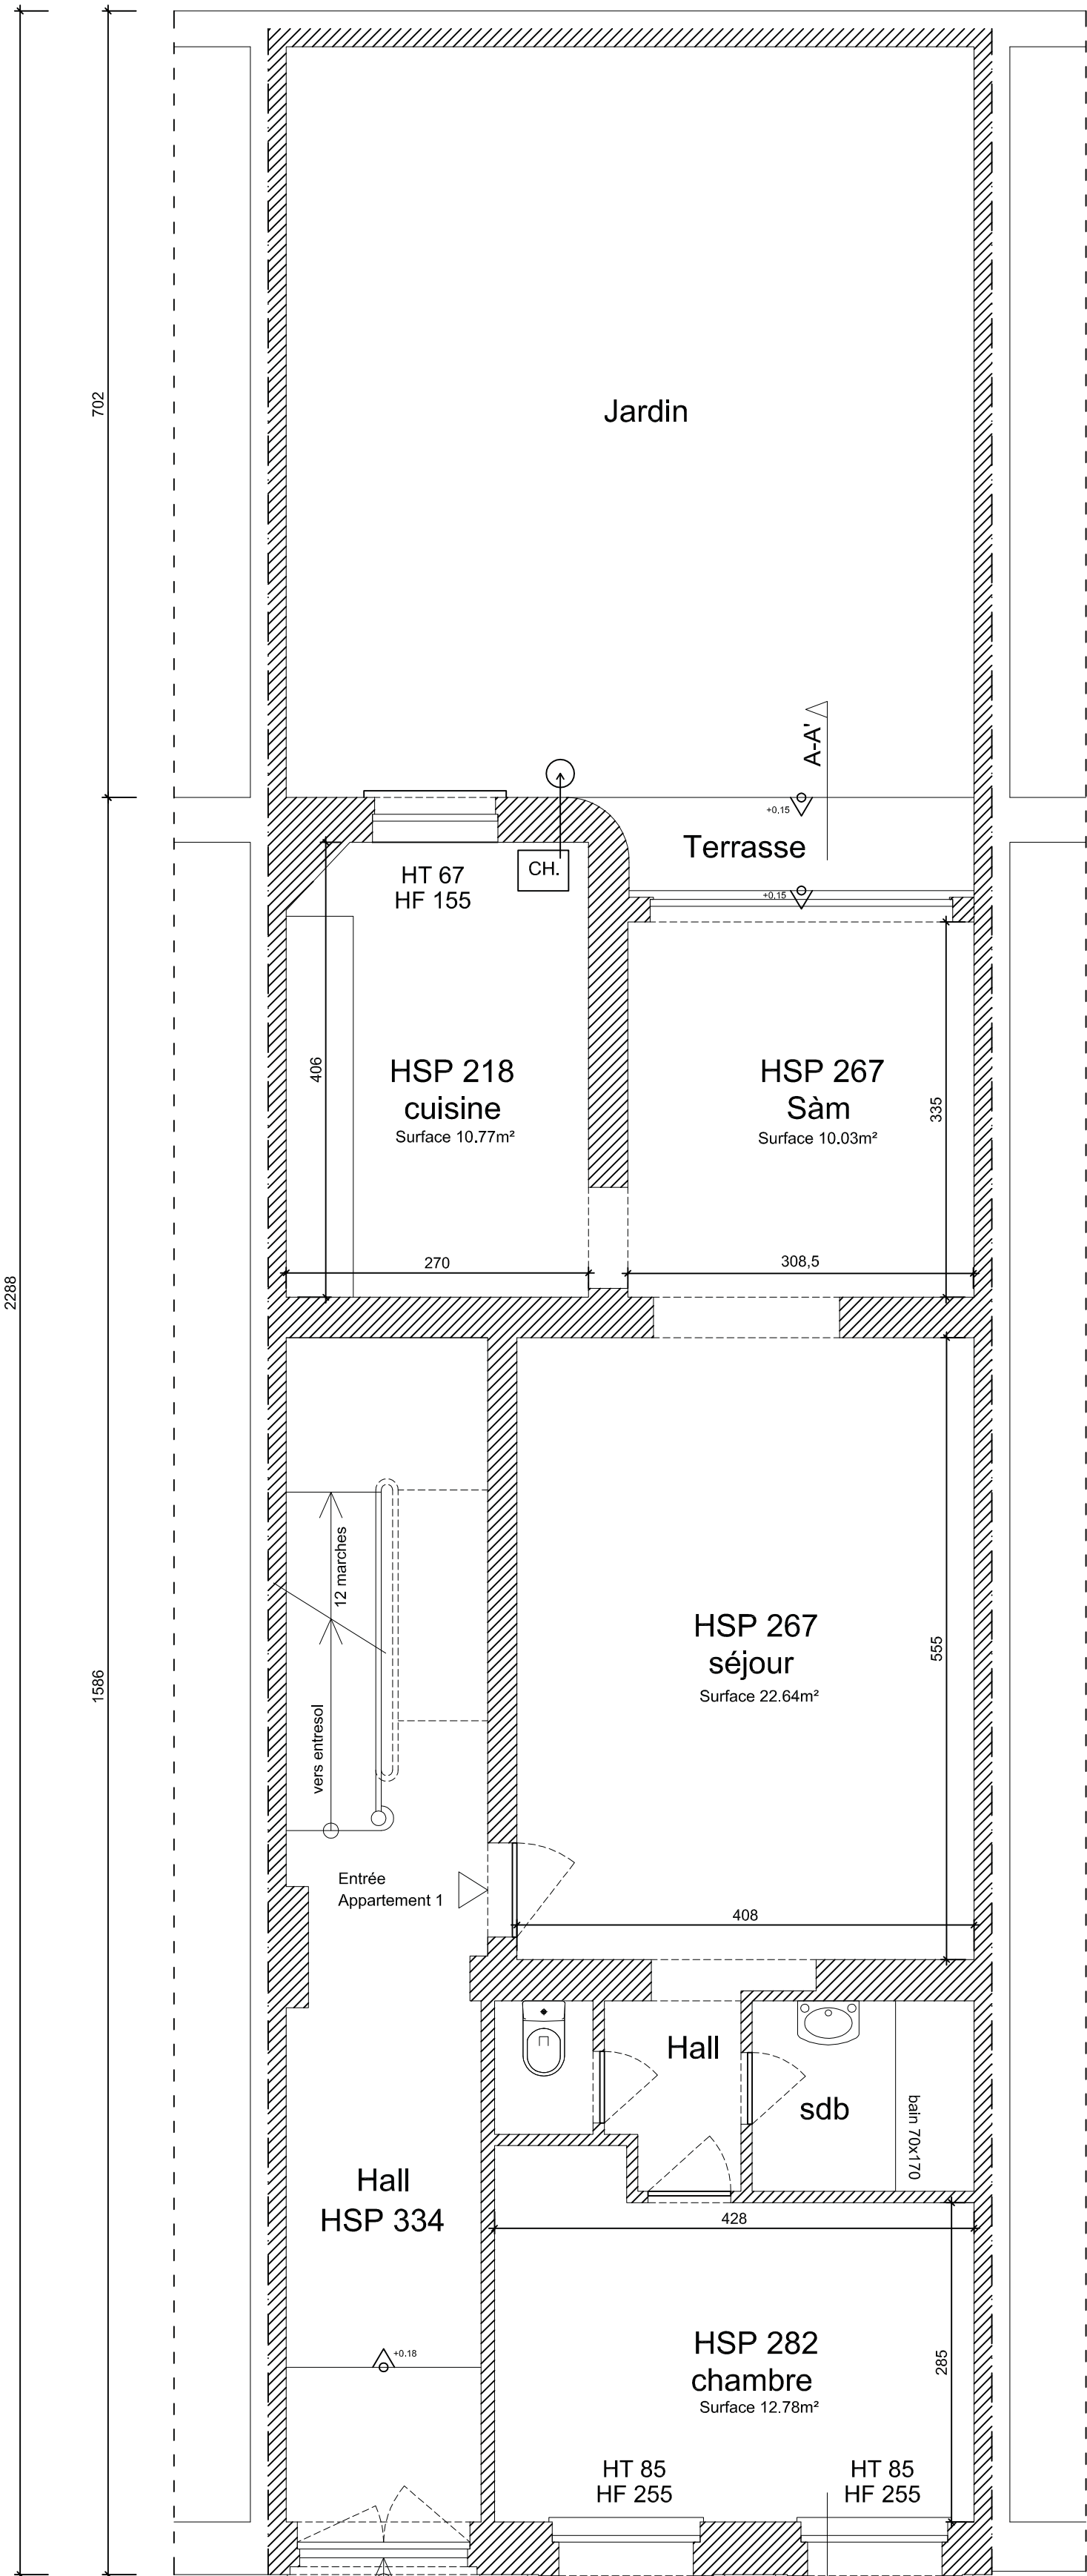 2288
702
1586
Jardin
A-A'
+0.15
Terrasse
+0.15
CH.
HT 67
HF 155
406
HSP 218
cuisine
Surface 10.77m²
HSP 267
Sàm
Surface 10.03m²
335
270
308,5
12 marches
vers entresol
HSP 267
séjour
Surface 22.64m²
555
Entrée
Appartement 1
408
Hall
sdb
bain 70x170
Hall
HSP 334
428
+0.18
HSP 282
chambre
Surface 12.78m²
285
HT 85
HF 255
HT 85
HF 255